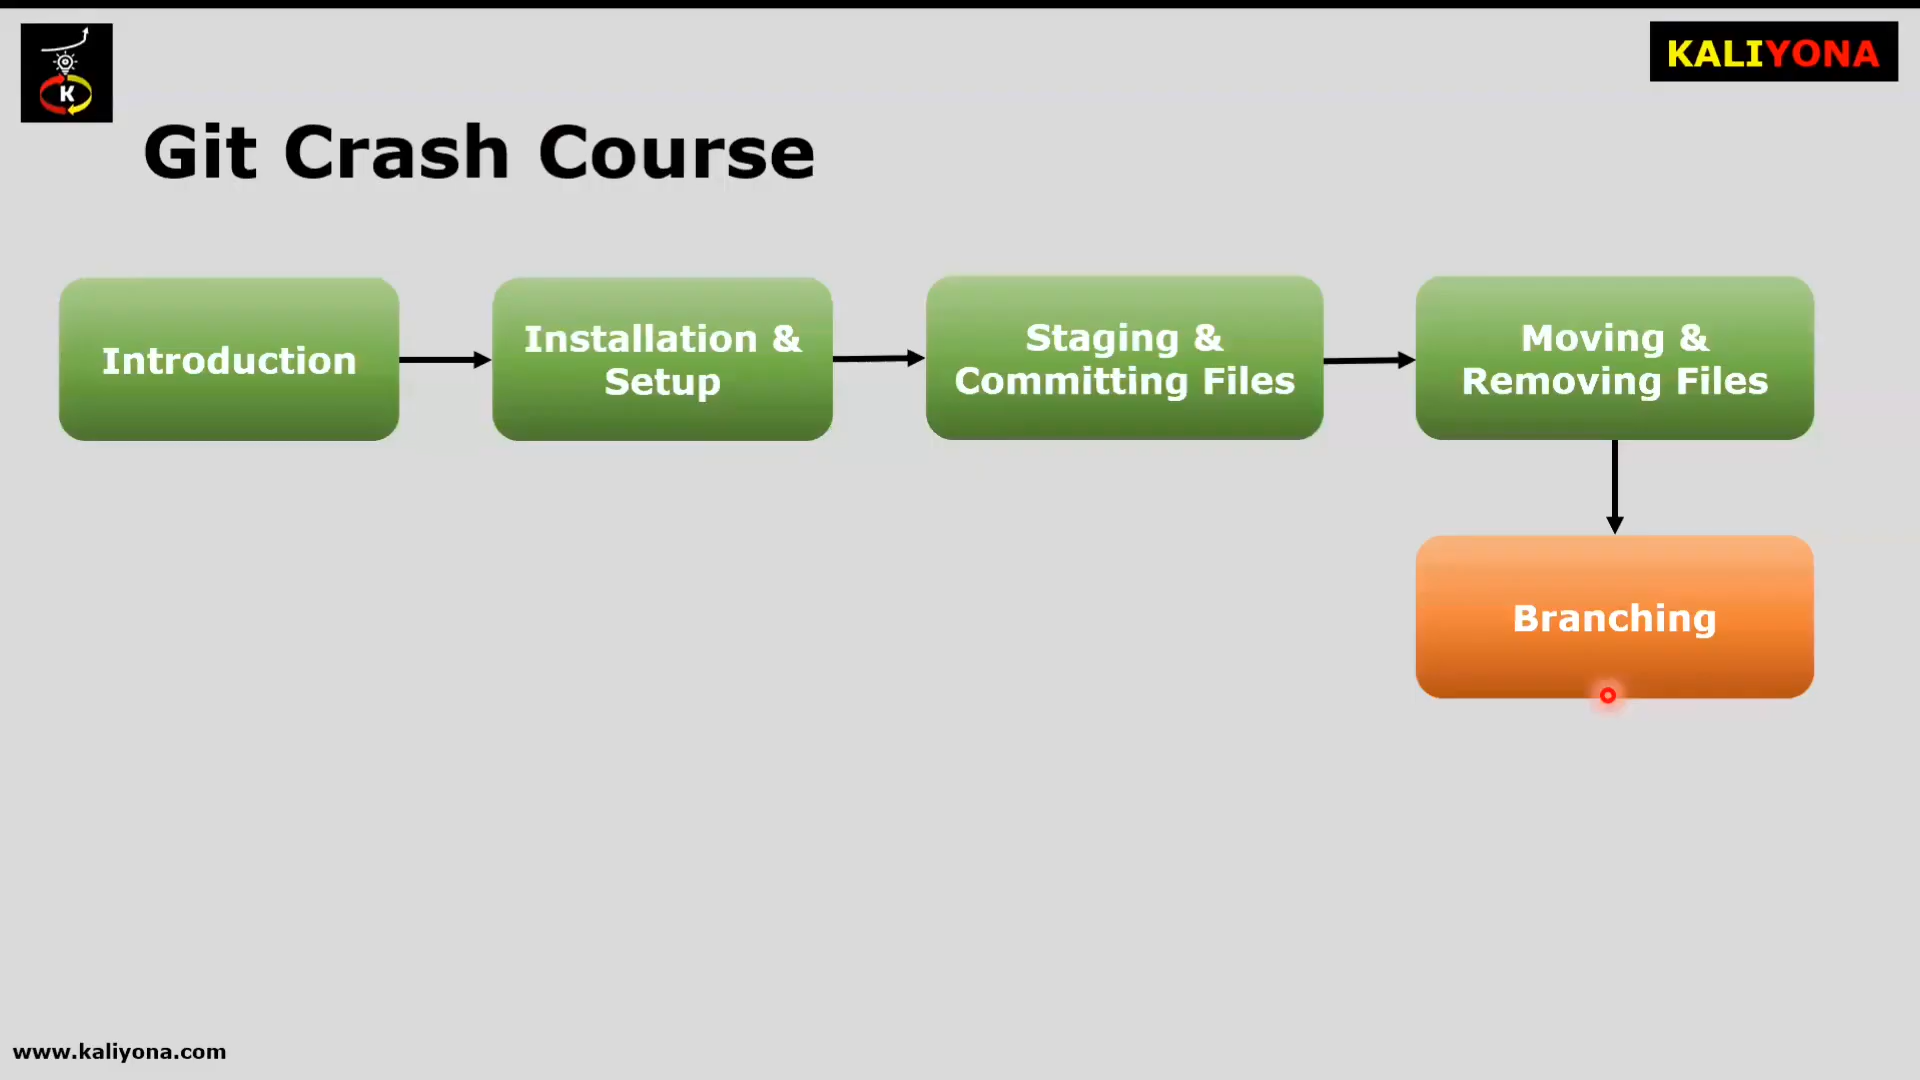 K
KALIYONA
Git Crash Course
Introduction
Installation &
Setup
Staging &
Committing Files
Moving &
Removing Files
Branching
www.kaliyona.com